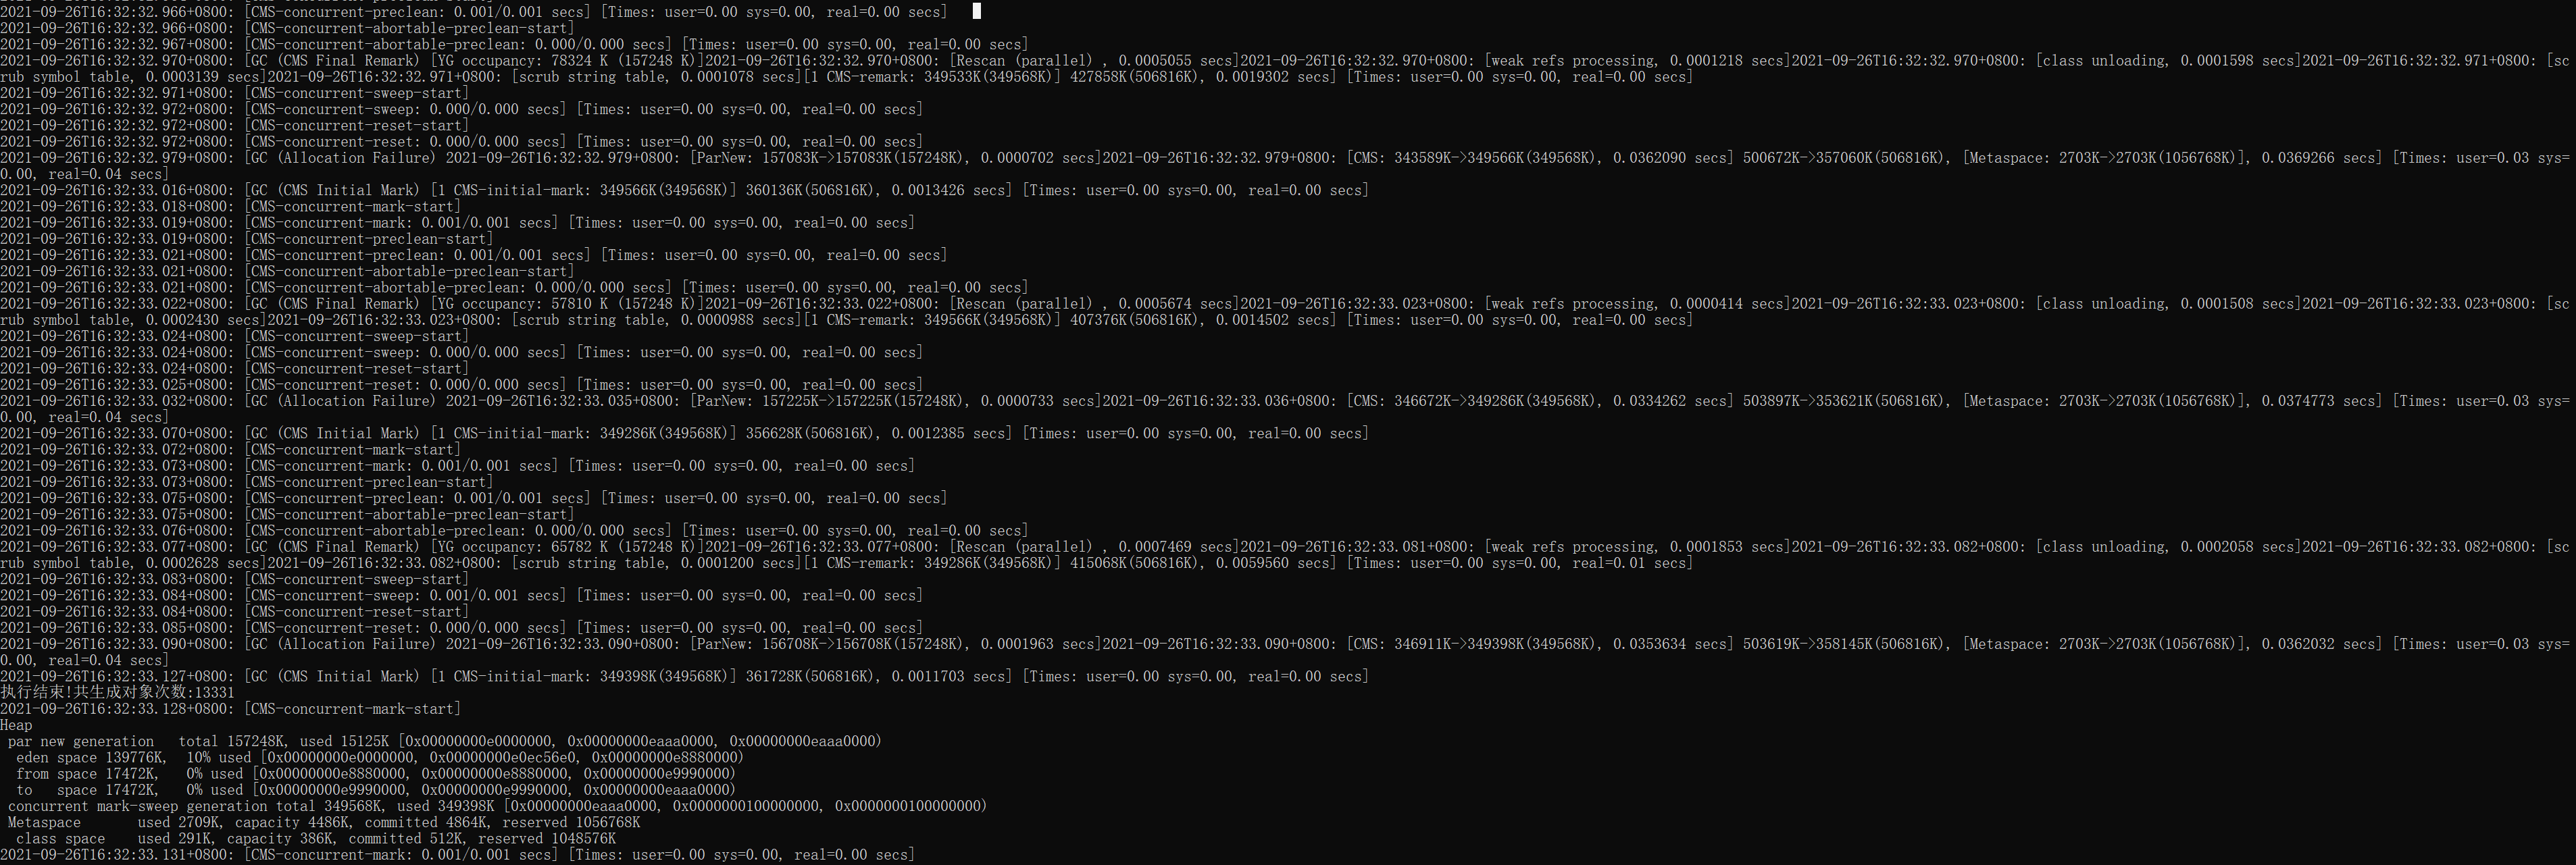 2021-09-26T16:32:32.966+0800: [CMS-concurrent-preclean: 0.001/0.001 secs] [Times: user=0.00 sys=0.00, real=0.00 secs]
2021-09-26T16:32:32.966+0800: [CMS-concurrent-abortable-preclean-start]
2021-09-26T16:32:32.967+0800: [CMS-concurrent-abortable-preclean: 0.000/0.000 secs] [Times: user=0.00 sys=0.00, real=0.00 secs]
2021-09-26T16:32:32.970+0800: [GC (CMS Final Remark) [YG occupancy: 78324 K (157248 K)]2021-09-26T16:32:32.970+0800: [Rescan (parallel) , 0.0005055 secs]2021-09-26T16:32:32.970+0800: [weak refs processing, 0.0001218 secs]2021-09-26T16:32:32.970+0800: [class unloading, 0.0001598 secs]2021-09-26T16:32:32.971+0800: [sc
rub symbol table, 0.0003139 secs]2021-09-26T16:32:32.971+0800: [scrub string table, 0.0001078 secs][1 CMS-remark: 349533K(349568K)] 427858K(506816K), 0.0019302 secs] [Times: user=0.00 sys=0.00, real=0.00 secs]
2021-09-26T16:32:32.971+0800: [CMS-concurrent-sweep-start]
2021-09-26T16:32:32.972+0800: [CMS-concurrent-sweep: 0.000/0.000 secs] [Times: user=0.00 sys=0.00, real=0.00 secs]
2021-09-26T16:32:32.972+0800: [CMS-concurrent-reset-start]
2021-09-26T16:32:32.972+0800: [CMS-concurrent-reset: 0.000/0.000 secs] [Times: user=0.00 sys=0.00, real=0.00 secs]
2021-09-26T16:32:32.979+0800: [GC (Allocation Failure) 2021-09-26T16:32:32.979+0800: [ParNew: 157083K->157083K(157248K), 0.0000702 secs]2021-09-26T16:32:32.979+0800: [CMS: 343589K->349566K(349568K), 0.0362090 secs] 500672K->357060K(506816K), [Metaspace: 2703K->2703K(1056768K)], 0.0369266 secs] [Times: user=0.03 sys=
0.00, real=0.04 secs]
2021-09-26T16:32:33.016+0800: [GC (CMS Initial Mark) [1 CMS-initial-mark: 349566K(349568K)] 360136K(506816K), 0.0013426 secs] [Times: user=0.00 sys=0.00, real=0.00 secs]
2021-09-26T16:32:33.018+0800: [CMS-concurrent-mark-start]
2021-09-26T16:32:33.019+0800: [CMS-concurrent-mark: 0.001/0.001 secs] [Times: user=0.00 sys=0.00, real=0.00 secs]
2021-09-26T16:32:33.019+0800: [CMS-concurrent-preclean-start]
2021-09-26T16:32:33.021+0800: [CMS-concurrent-preclean: 0.001/0.001 secs] [Times: user=0.00 sys=0.00, real=0.00 secs]
2021-09-26T16:32:33.021+0800: [CMS-concurrent-abortable-preclean-start]
2021-09-26T16:32:33.021+0800: [CMS-concurrent-abortable-preclean: 0.000/0.000 secs] [Times: user=0.00 sys=0.00, real=0.00 secs]
2021-09-26T16:32:33.022+0800: [GC (CMS Final Remark) [YG occupancy: 57810 K (157248 K)]2021-09-26T16:32:33.022+0800: [Rescan (parallel) , 0.0005674 secs]2021-09-26T16:32:33.023+0800: [weak refs processing, 0.0000414 secs]2021-09-26T16:32:33.023+0800: [class unloading, 0.0001508 secs]2021-09-26T16:32:33.023+0800: [sc
rub symbol table, 0.0002430 secs]2021-09-26T16:32:33.023+0800: [scrub string table, 0.0000988 secs][1 CMS-remark: 349566K(349568K)] 407376K(506816K), 0.0014502 secs] [Times: user=0.00 sys=0.00, real=0.00 secs]
2021-09-26T16:32:33.024+0800: [CMS-concurrent-sweep-start]
2021-09-26T16:32:33.024+0800: [CMS-concurrent-sweep: 0.000/0.000 secs] [Times: user=0.00 sys=0.00, real=0.00 secs]
2021-09-26T16:32:33.024+0800: [CMS-concurrent-reset-start]
2021-09-26T16:32:33.025+0800: [CMS-concurrent-reset: 0.000/0.000 secs] [Times: user=0.00 sys=0.00, real=0.00 secs]
2021-09-26T16:32:33.032+0800: [GC (Allocation Failure) 2021-09-26T16:32:33.035+0800: [ParNew: 157225K->157225K(157248K), 0.0000733 secs]2021-09-26T16:32:33.036+0800: [CMS: 346672K->349286K(349568K), 0.0334262 secs] 503897K->353621K(506816K), [Metaspace: 2703K->2703K(1056768K)], 0.0374773 secs] [Times: user=0.03 sys=
0.00, real=0.04 secs]
2021-09-26T16:32:33.070+0800: [GC (CMS Initial Mark) [1 CMS-initial-mark: 349286K(349568K)] 356628K(506816K), 0.0012385 secs] [Times: user=0.00 sys=0.00, real=0.00 secs]
2021-09-26T16:32:33.072+0800: [CMS-concurrent-mark-start]
2021-09-26T16:32:33.073+0800: [CMS-concurrent-mark: 0.001/0.001 secs] [Times: user=0.00 sys=0.00, real=0.00 secs]
2021-09-26T16:32:33.073+0800: [CMS-concurrent-preclean-start]
2021-09-26T16:32:33.075+0800: [CMS-concurrent-preclean: 0.001/0.001 secs] [Times: user=0.00 sys=0.00, real=0.00 secs]
2021-09-26T16:32:33.075+0800: [CMS-concurrent-abortable-preclean-start]
2021-09-26T16:32:33.076+0800: [CMS-concurrent-abortable-preclean: 0.000/0.000 secs] [Times: user=0.00 sys=0.00, real=0.00 secs]
2021-09-26T16:32:33.077+0800: [GC (CMS Final Remark) [YG occupancy: 65782 K (157248 K)]2021-09-26T16:32:33.077+0800: [Rescan (parallel) , 0.0007469 secs]2021-09-26T16:32:33.081+0800: [weak refs processing, 0.0001853 secs]2021-09-26T16:32:33.082+0800: [class unloading, 0.0002058 secs]2021-09-26T16:32:33.082+0800: [sc
rub symbol table, 0.0002628 secs]2021-09-26T16:32:33.082+0800: [scrub string table, 0.0001200 secs][1 CMS-remark: 349286K(349568K)] 415068K(506816K), 0.0059560 secs] [Times: user=0.00 sys=0.00, real=0.01 secs]
2021-09-26T16:32:33.083+0800: [CMS-concurrent-sweep-start]
2021-09-26T16:32:33.084+0800: [CMS-concurrent-sweep: 0.001/0.001 secs] [Times: user=0.00 sys=0.00, real=0.00 secs]
2021-09-26T16:32:33.084+0800: [CMS-concurrent-reset-start]
2021-09-26T16:32:33.085+0800: [CMS-concurrent-reset: 0.000/0.000 secs] [Times: user=0.00 sys=0.00, real=0.00 secs]
2021-09-26T16:32:33.090+0800: [GC (Allocation Failure) 2021-09-26T16:32:33.090+0800: [ParNew: 156708K->156708K(157248K), 0.0001963 secs]2021-09-26T16:32:33.090+0800: [CMS: 346911K->349398K(349568K), 0.0353634 secs] 503619K->358145K(506816K), [Metaspace: 2703K->2703K(1056768K)], 0.0362032 secs] [Times: user=0.03 sys=
0.00, real=0.04 secs]
2021-09-26T16:32:33.127+0800: [GC (CMS Initial Mark) [1 CMS-initial-mark: 349398K(349568K)] 361728K(506816K), 0.0011703 secs] [Times: user=0.00 sys=0.00, real=0.00 secs]
执行结束!共生成对象次数:13331
2021-09-26T16:32:33.128+0800: [CMS-concurrent-mark-start]
Heap
par new generation   total 157248K, used 15125K [0x00000000e0000000, 0x00000000eaaa0000, 0x00000000eaaa0000)
eden space 139776K,  10% used [0x00000000e0000000, 0x00000000e0ec56e0, 0x00000000e8880000)
from space 17472K,   0% used [0x00000000e8880000, 0x00000000e8880000, 0x00000000e9990000)
to   space 17472K,   0% used [0x00000000e9990000, 0x00000000e9990000, 0x00000000eaaa0000)
concurrent mark-sweep generation total 349568K, used 349398K [0x00000000eaaa0000, 0x0000000100000000, 0x0000000100000000)
Metaspace       used 2709K, capacity 4486K, committed 4864K, reserved 1056768K
class space    used 291K, capacity 386K, committed 512K, reserved 1048576K
2021-09-26T16:32:33.131+0800: [CMS-concurrent-mark: 0.001/0.001 secs] [Times: user=0.00 sys=0.00, real=0.00 secs]